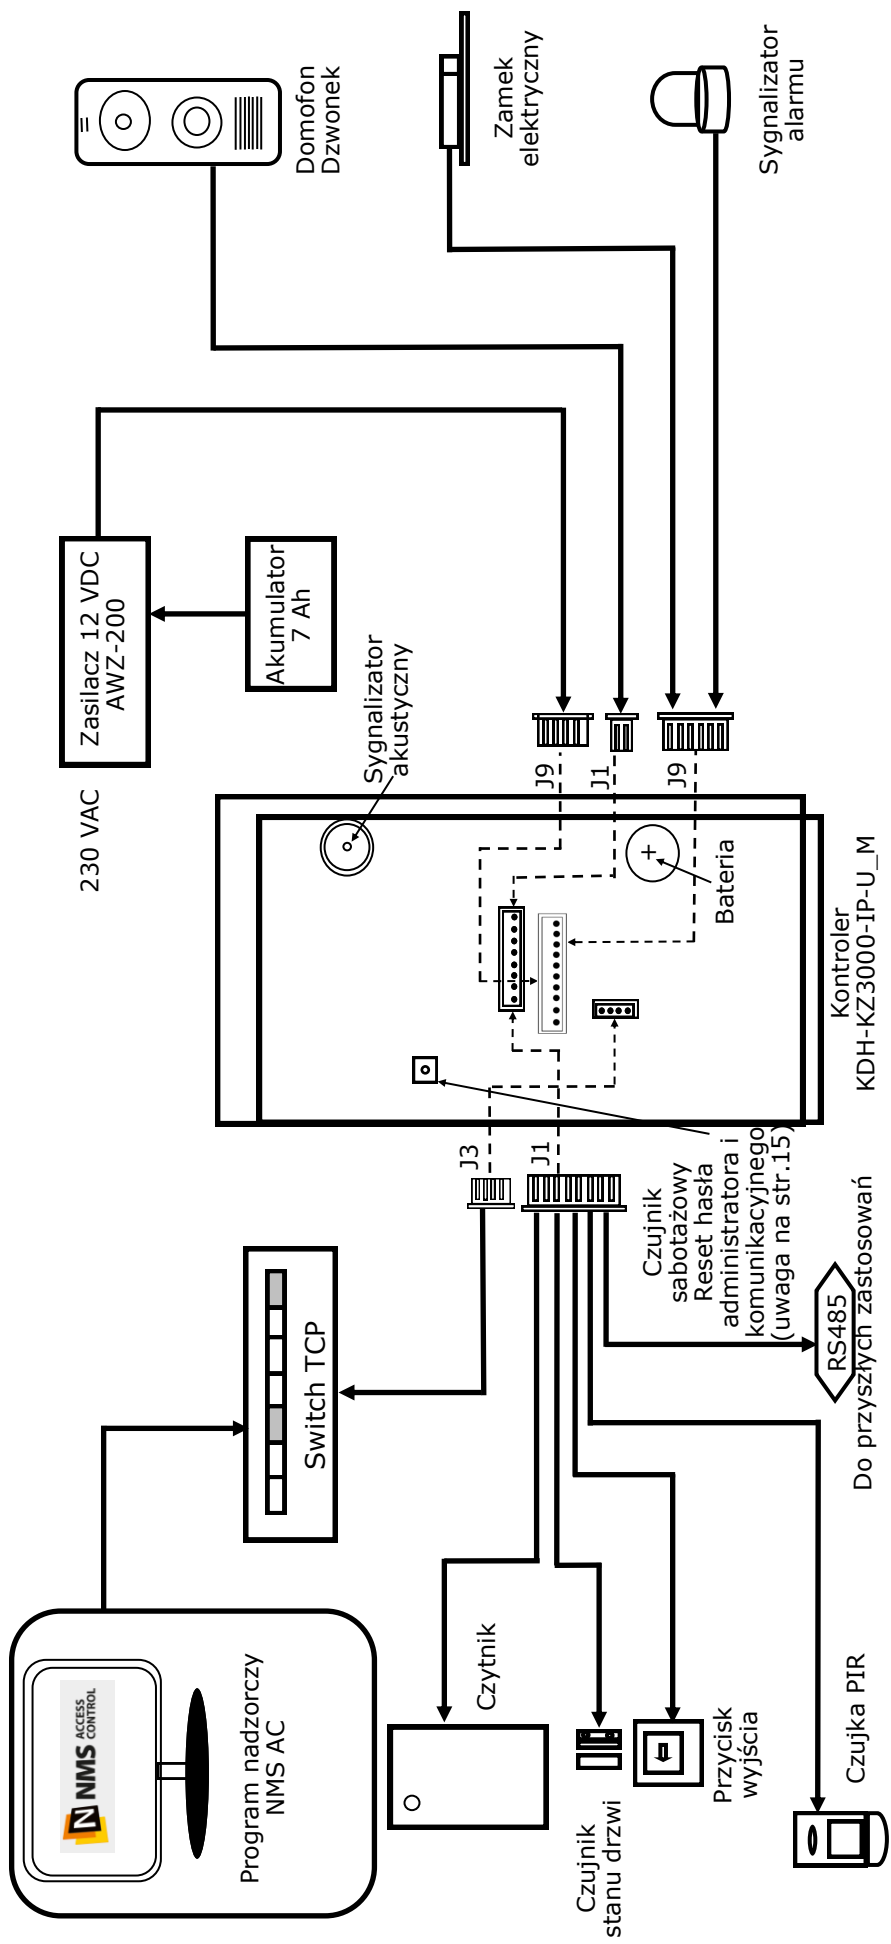 Program nadzorczy
NMS AC
NMS ACCESS
CONTROL
N
Switch TCP
230 VAC
Zasilacz 12 VDC
AWZ-200
Akumulator
7 Ah
Domofon
Dzwonek
Zamek
elektryczny
Sygnalizator
alarmu
Sygnalizator
akustyczny
J3
J1
J9
J1
J9
Bateria
Kontroler
KDH-KZ3000-IP-U_M
Czujnik
sabotażowy
Reset hasła
administratora i
komunikacyjnego
(uwaga na str.15)
RS485
Do przyszłych zastosowań
Czytnik
Czujnik
stanu drzwi
Przycisk
wyjścia
Czujka PIR